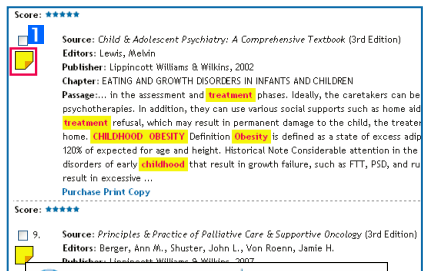 Score: ★★★★★
1
Source: Child & Adolescent Psychiatry: A Comprehensive Textbook (3rd Edition)
Editors: Lewis, Melvin
Publisher: Lippincott Williams & Wilkins, 2002
Chapter: EATING AND GROWTH DISORDERS IN INFANTS AND CHILDREN
Passage:... in the assessment and treatment phases. Ideally, the caretakers can be
psychotherapies. In addition, they can use various social supports such as home aid
treatment refusal, which may result in permanent damage to the child, the treater
home. CHILDHOOD OBESITY Definition Obesity is defined as a state of excess adip
120% of expected for age and height. Historical Note Considerable attention in the
disorders of early childhood that result in growth failure, such as FTT, PSD, and ru
result in excessive ...
Purchase Print Copy
Score: ★★★★★
9. Source: Principles & Practice of Palliative Care & Supportive Oncology (3rd Edition)
Editors: Berger, Ann M., Shuster, John L., Von Roenn, Jamie H.
Publisher: Lippincott Williams & Wilkins, 2007